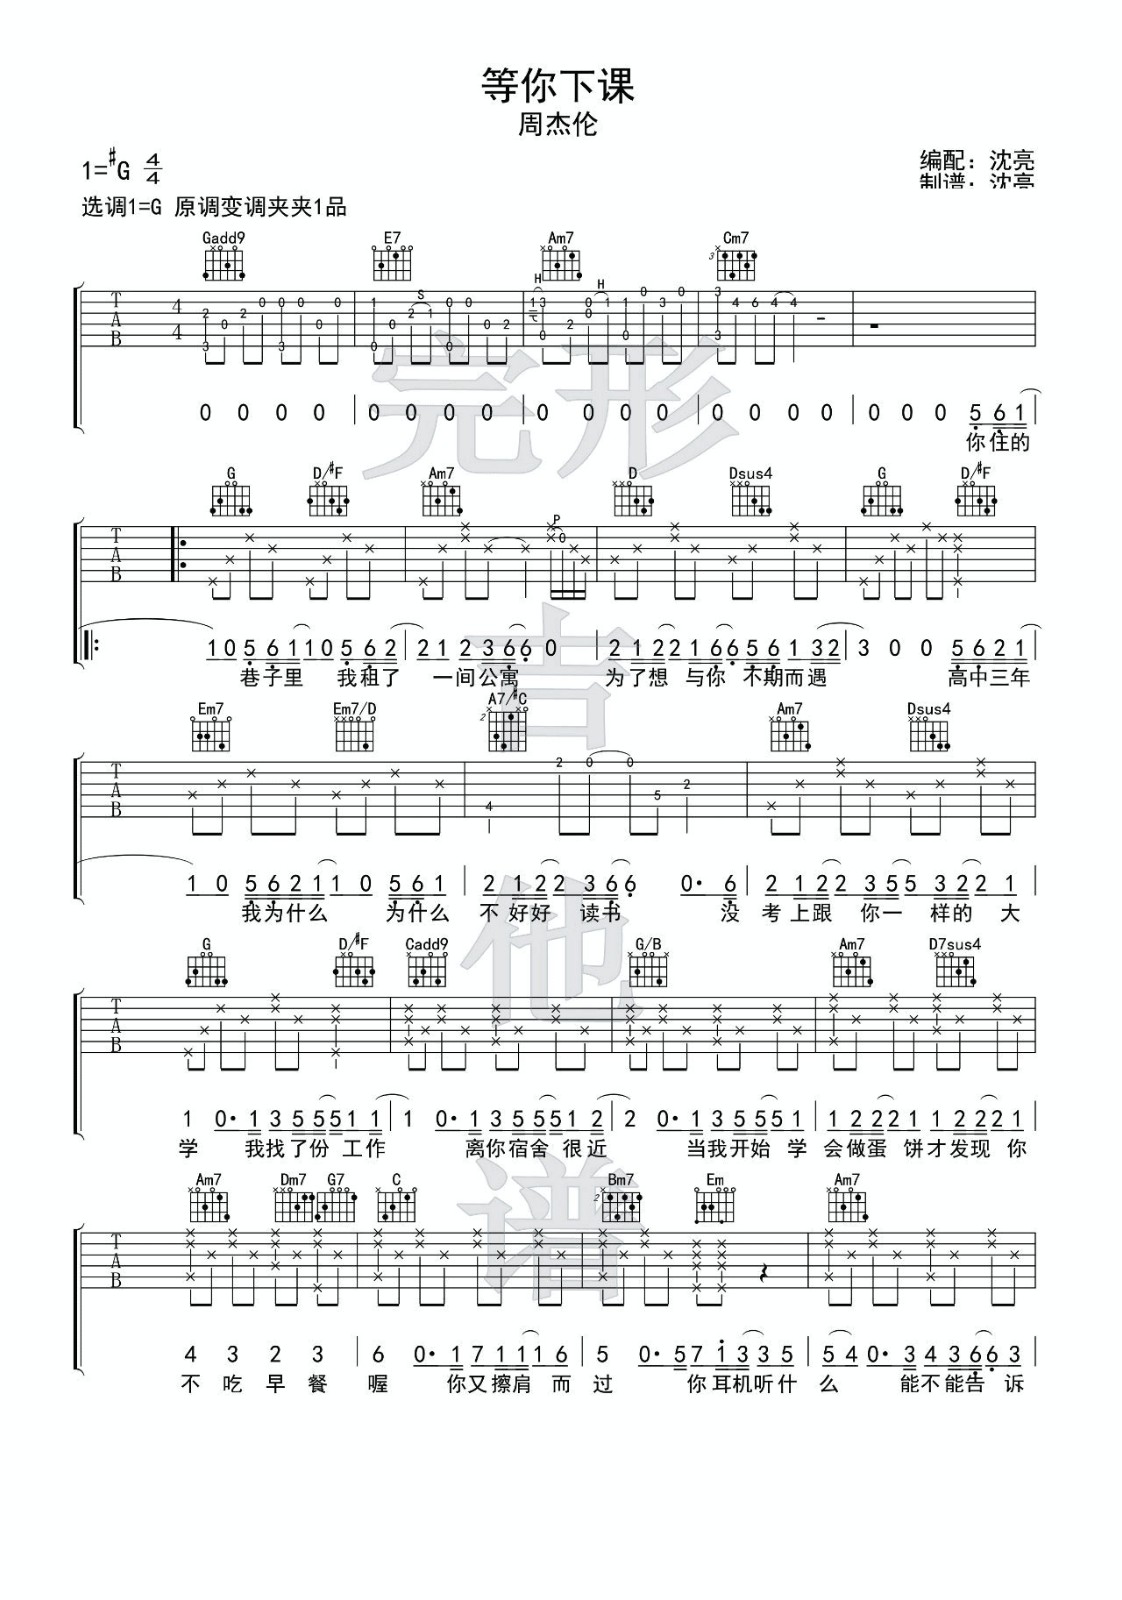 等你下课
周杰伦
1=#G 4/4
编配：沈亮
制谱：沈亮
选调1=G 原调变调夹夹1品
Gadd9 E7 Am7 Cm7
0 0 0 0 | 0 0 0 0 | 0 0 0 0 | 0 0 0 0 | 0 0 0 5 6 1
你住的
G D/#F Am7 D Dsus4 G D/#F
1 0 5 6 1 1 0 5 6 2 | 2 1 2 3 6 6 0 | 2 1 2 2 1 6 6 5 6 1 3 2 | 3 0 0 5 6 2 1
巷子里 我租了 一间公寓 为了想 与你 不期而遇 高中三年
Em7 Em7/D A7/#C Am7 Dsus4
1 0 5 6 2 1 1 0 5 6 1 | 2 1 2 2 3 6 6 0· 6 | 2 1 2 2 3 5 5 3 2 2 1
我为什么 为什么 不好好 读书 没 考上跟 你一 样的 大
G D/#F Cadd9 G/B Am7 D7sus4
1 0· 1 3 5 5 5 1 1 | 1 0· 1 3 5 5 5 1 2 | 2 0· 1 3 5 5 5 1 | 1 2 2 2 1 1 2 2 2 1
学 我找了份 工作 离你宿舍 很近 当我开始 学 会做蛋 饼才发现 你
Am7 Dm7 G7 C Bm7 Em Am7
4 3 2 3 | 6 0· 1 7 1 1 1 6 | 5 0· 5 7 1 3 3 5 | 5 4 0· 3 4 3 6 6 3
不 吃 早 餐 喔 你又擦肩 而 过 你耳机听什 么 能不能告 诉
完形吉他谱